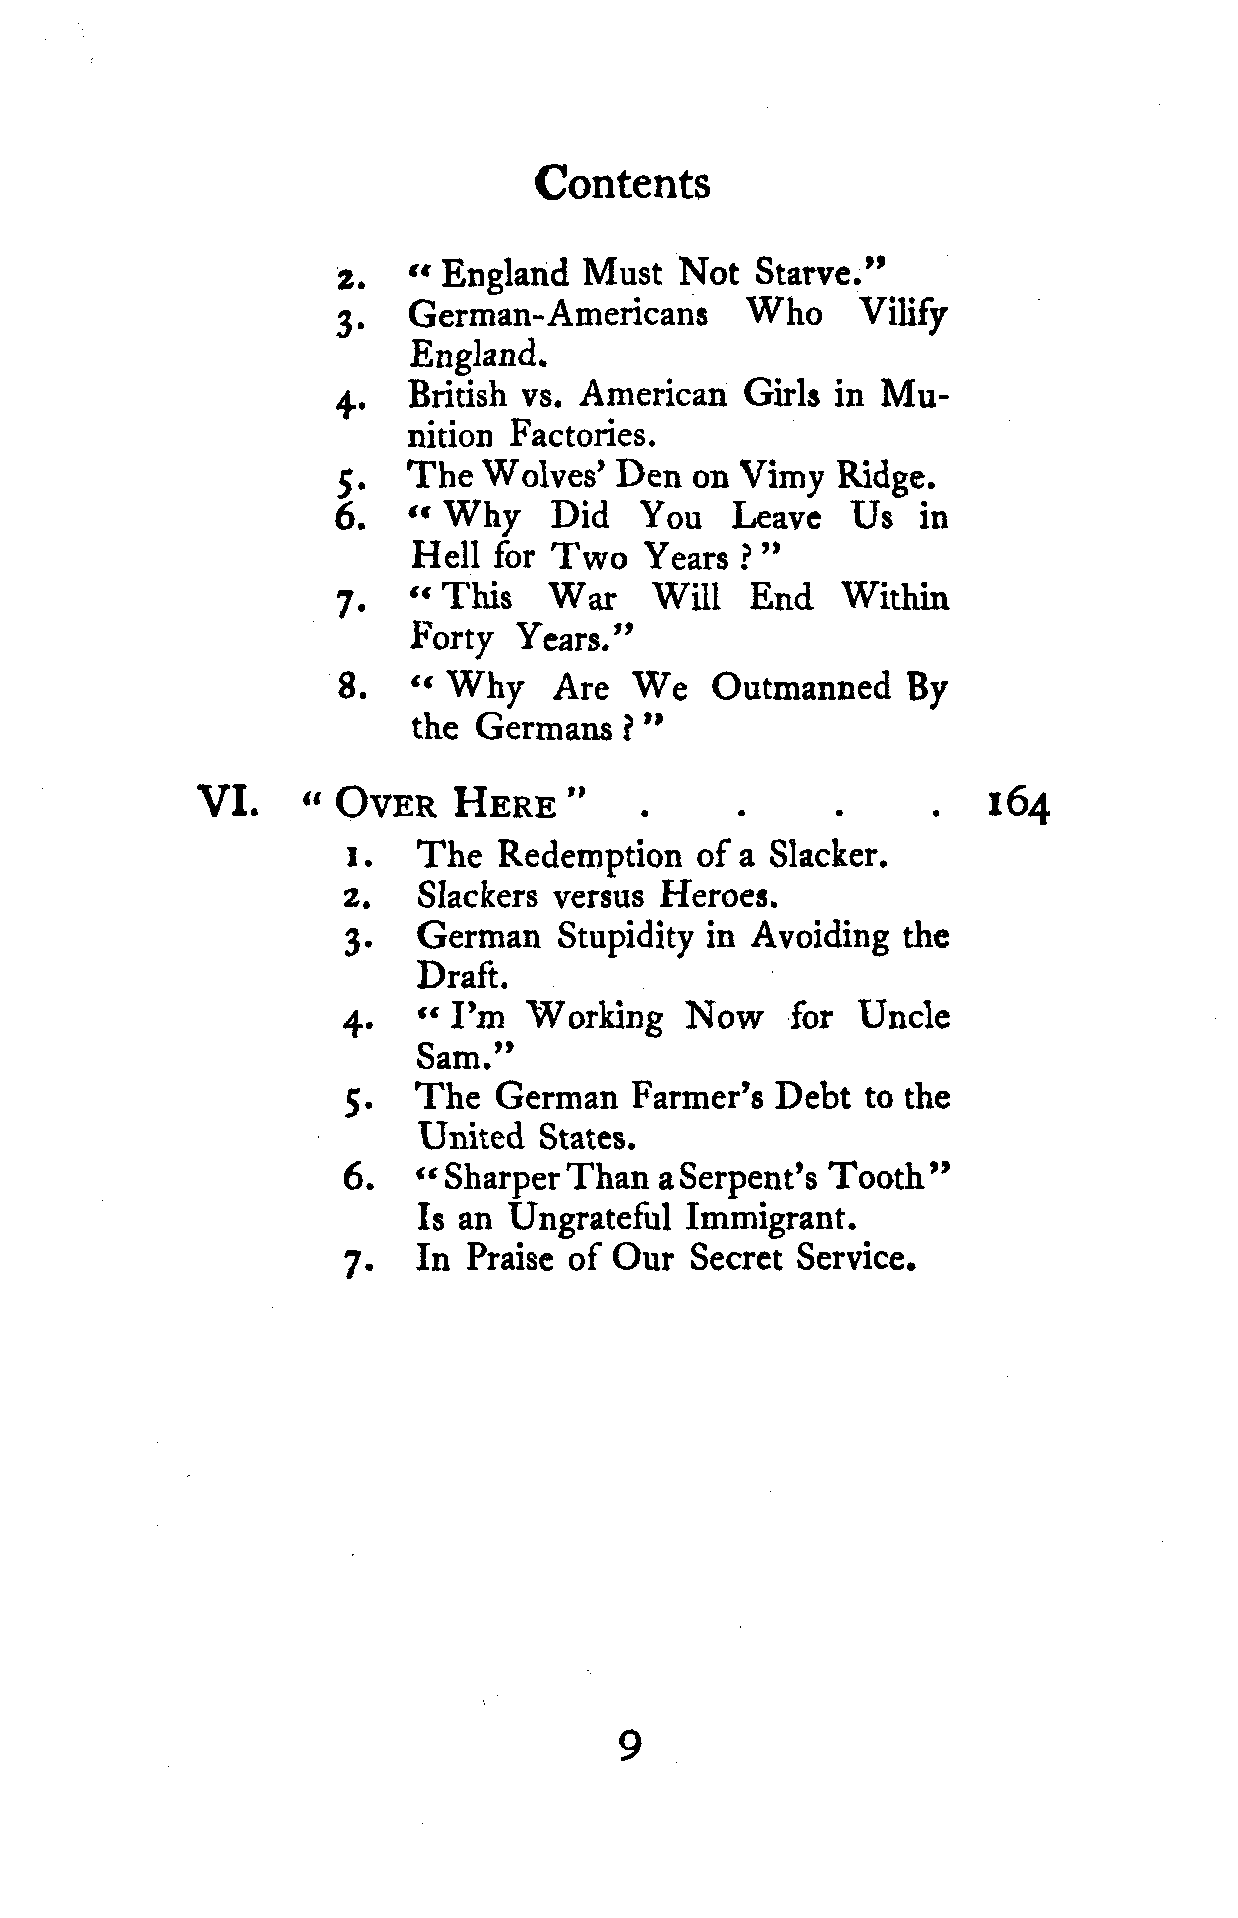 Contents
2. “ England Must Not Starve.”
3. German-Americans Who Vilify
England.
4. British vs. American Girls in Mu-
nition Factories.
5. The Wolves’ Den on Vimy Ridge.
6. “ Why Did You Leave Us in
Hell for Two Years ? ”
7. “ This War Will End Within
Forty Years.”
8. “ Why Are We Outmanned By
the Germans ? ”
VI. “ OVER HERE ” . . . . 164
1. The Redemption of a Slacker.
2. Slackers versus Heroes.
3. German Stupidity in Avoiding the
Draft.
4. “ I’m Working Now for Uncle
Sam.”
5. The German Farmer’s Debt to the
United States.
6. “ Sharper Than a Serpent’s Tooth ”
Is an Ungrateful Immigrant.
7. In Praise of Our Secret Service.
9